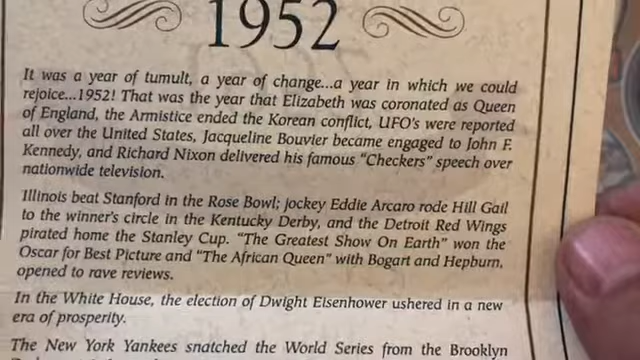 1952
It was a year of tumult, a year of change...a year in which we could
rejoice...1952! That was the year that Elizabeth was coronated as Queen
of England, the Armistice ended the Korean conflict, UFO's were reported
all over the United States, Jacqueline Bouvier became engaged to John F.
Kennedy, and Richard Nixon delivered his famous "Checkers" speech over
nationwide television.
Illinois beat Stanford in the Rose Bowl; jockey Eddie Arcaro rode Hill Gail
to the winner's circle in the Kentucky Derby, and the Detroit Red Wings
pirated home the Stanley Cup. "The Greatest Show On Earth" won the
Oscar for Best Picture and "The African Queen" with Bogart and Hepburn,
opened to rave reviews.
In the White House, the election of Dwight Eisenhower ushered in a new
era of prosperity.
The New York Yankees snatched the World Series from the Brooklyn